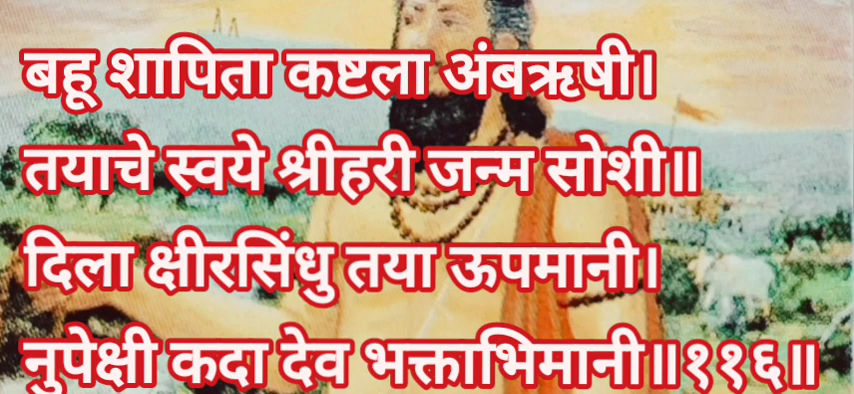 बहू शापिता कष्टला अंबऋषी।
तयाचे स्वये श्रीहरी जन्म सोशी॥
दिला क्षीरसिंधु तया ऊपमानी।
नुपेक्षी कदा देव भक्ताभिमानी॥११६॥